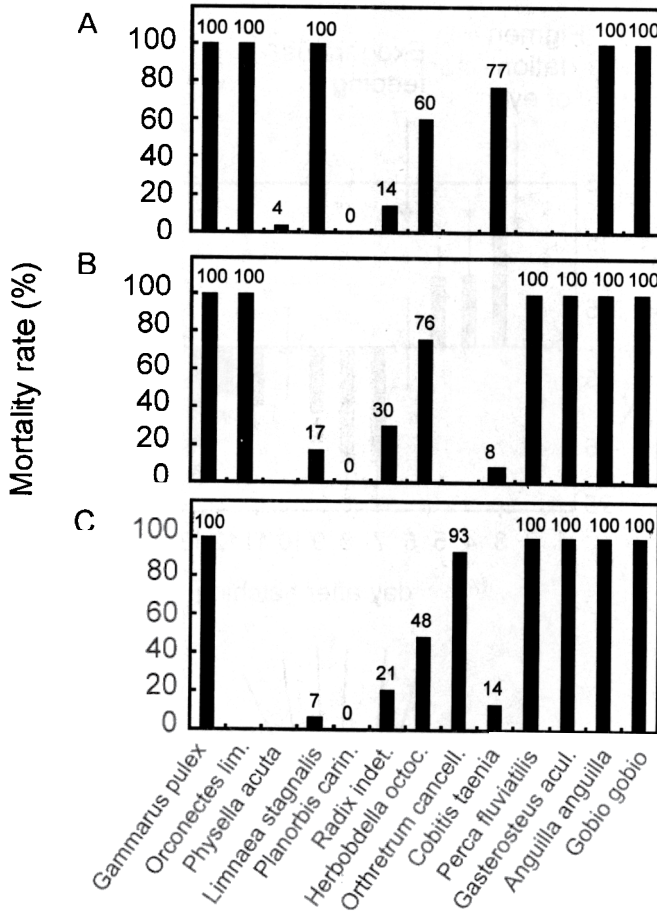 A
100 100 100 100 100
77
60
14
4
0
100
80
60
40
20
0
B
100 100 100 100 100 100
76
30
17
8
0
100
80
60
40
20
0
C
100 93 100 100 100 100
48
21
14
7
0
100
80
60
40
20
0
Mortality rate (%)
Gammarus pulex
Orconectes lim.
Physella acuta
Limnaea stagnalis
Planorbis carin.
Radix indet.
Herbobdella octoc.
Orthretrum cancell.
Cobitis taenia
Perca fluviatilis
Gasterosteus acul.
Anguilla anguilla
Gobio gobio